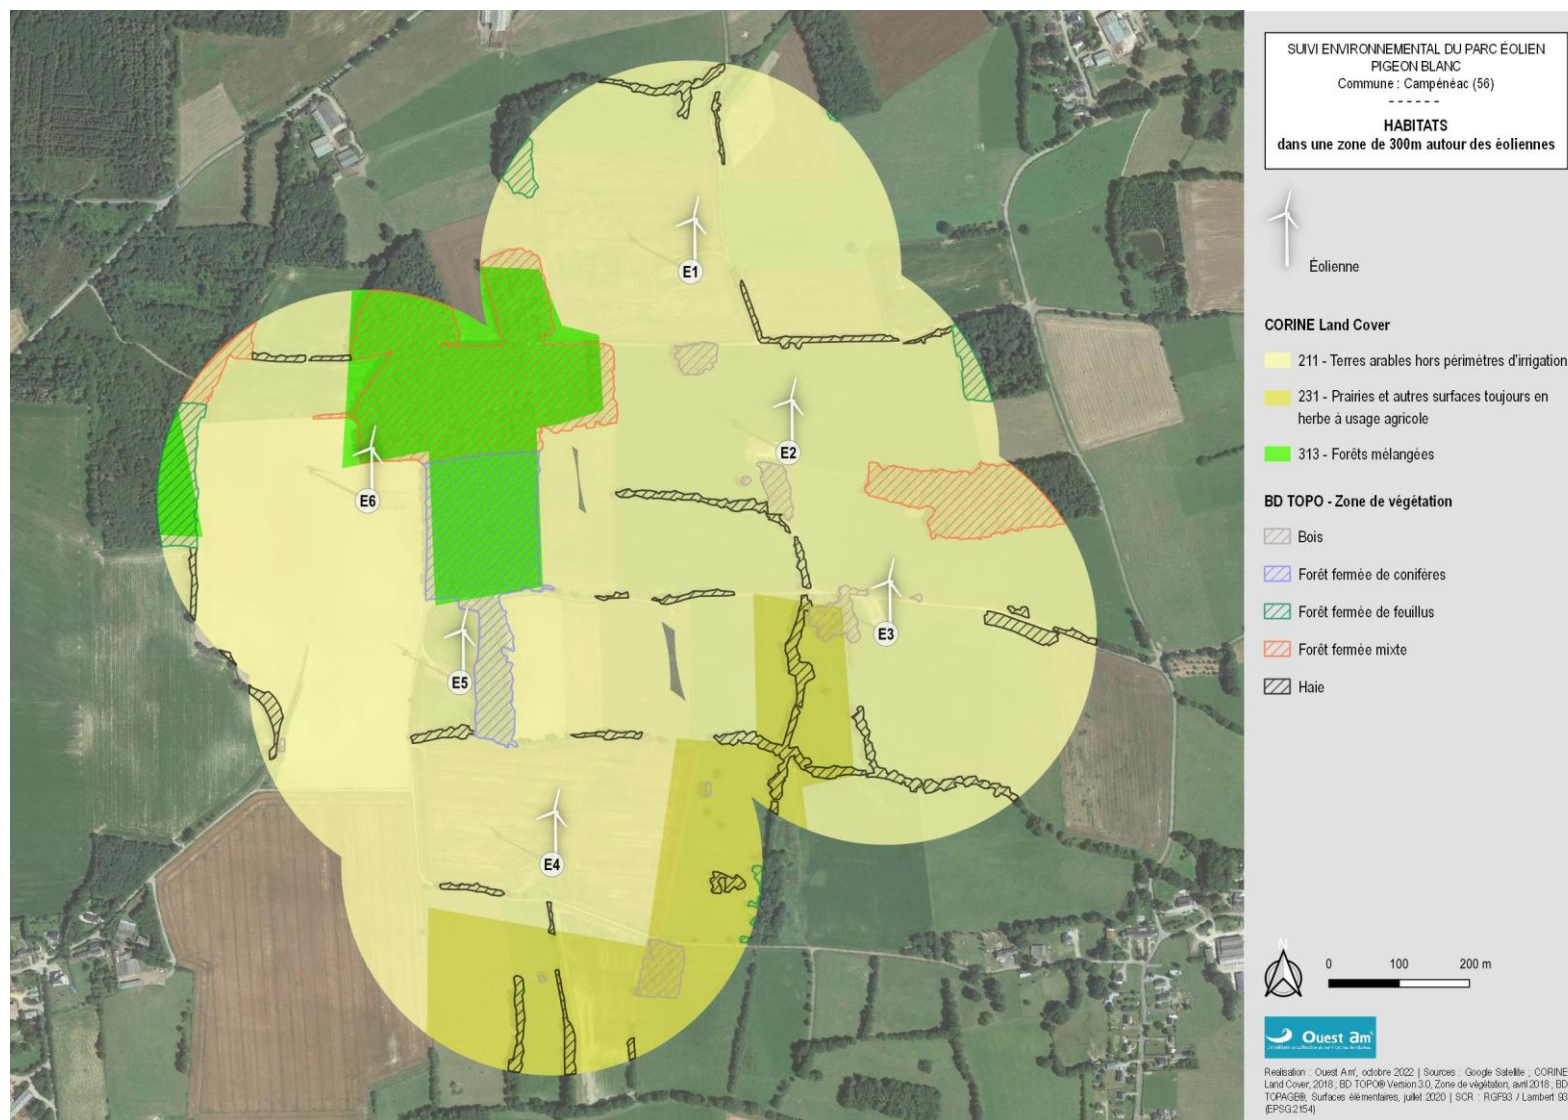 SUIVI ENVIRONNEMENTAL DU PARC ÉOLIEN
PIGEON BLANC
Commune : Campénéac (56)
- - - - - -
HABITATS
dans une zone de 300m autour des éoliennes
Éolienne
CORINE Land Cover
211 - Terres arables hors périmètres d'irrigation
231 - Prairies et autres surfaces toujours en
herbe à usage agricole
313 - Forêts mélangées
BD TOPO - Zone de végétation
Bois
Forêt fermée de conifères
Forêt fermée de feuillus
Forêt fermée mixte
Haie
E1
E2
E6
E3
E5
E4
N
0 100 200 m
Ouest am'
Réalisation : Ouest Am', octobre 2022 | Sources : Google Satellite ; CORINE
Land Cover, 2018 ; BD TOPO® Version 3.0, Zone de végétation, avril 2018 ; BD
TOPAGE®, Surfaces élémentaires, juillet 2020 | SCR : RGF93 / Lambert 93
(EPSG:2154)